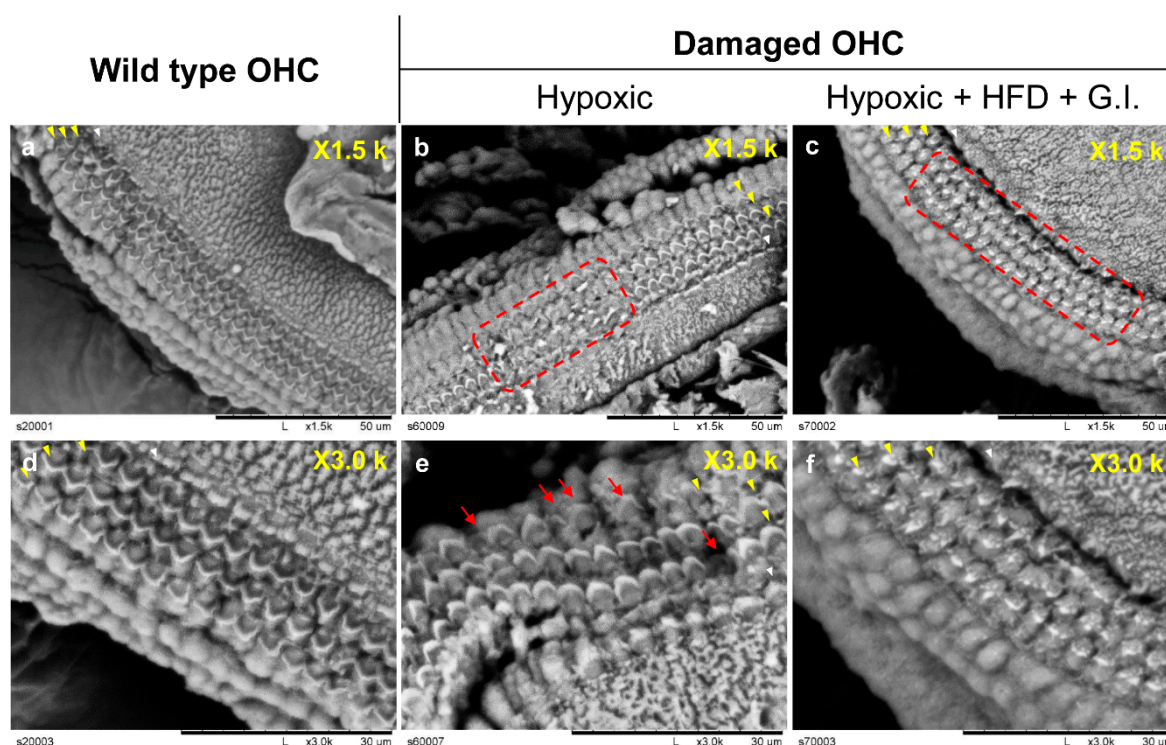 Wild type OHC
Damaged OHC
Hypoxic
Hypoxic + HFD + G.I.
a
X1.5 k
b
X1.5 k
c
X1.5 k
s20001
L
x1.5k
50 um
s60009
L
x1.5k
50 um
s70002
L
x1.5k
50 um
d
X3.0 k
e
X3.0 k
f
X3.0 k
s20003
L
x3.0k
30 um
s60007
L
x3.0k
30 um
s70003
L
x3.0k
30 um